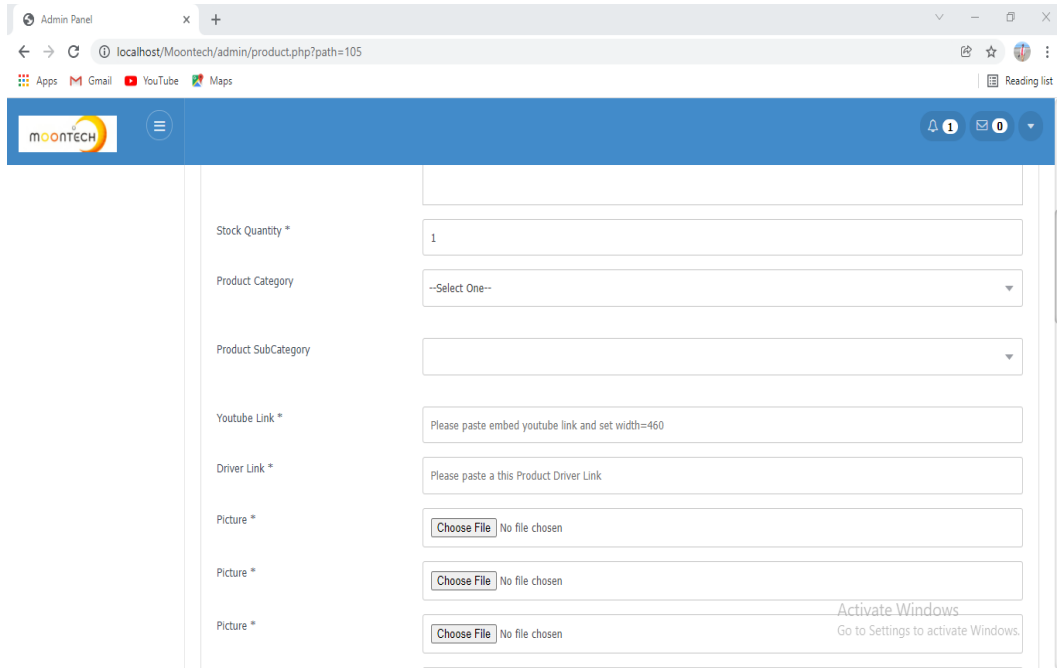 Admin Panel
localhost/Moontech/admin/product.php?path=105
Apps Gmail YouTube Maps Reading list
MOONTECH 1 0
Stock Quantity * 1
Product Category --Select One--
Product SubCategory
Youtube Link * Please paste embed youtube link and set width=460
Driver Link * Please paste a this Product Driver Link
Picture * Choose File No file chosen
Picture * Choose File No file chosen
Activate Windows
Picture * Choose File No file chosen Go to Settings to activate Windows.